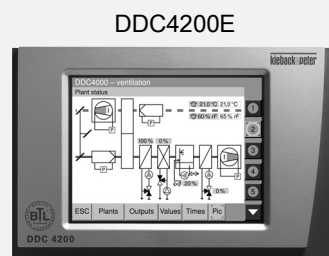 DDC4200E
kieback peter
DDC4000 – ventilation
Plant status
21,0 °C 21,0 °C
60 % rF 65 % rF
1
2
3
4
5
100 % 0 %
20 %
0 %
P
P
P
P
ESC Plants Outputs Values Times Pic
BTL
DDC 4200